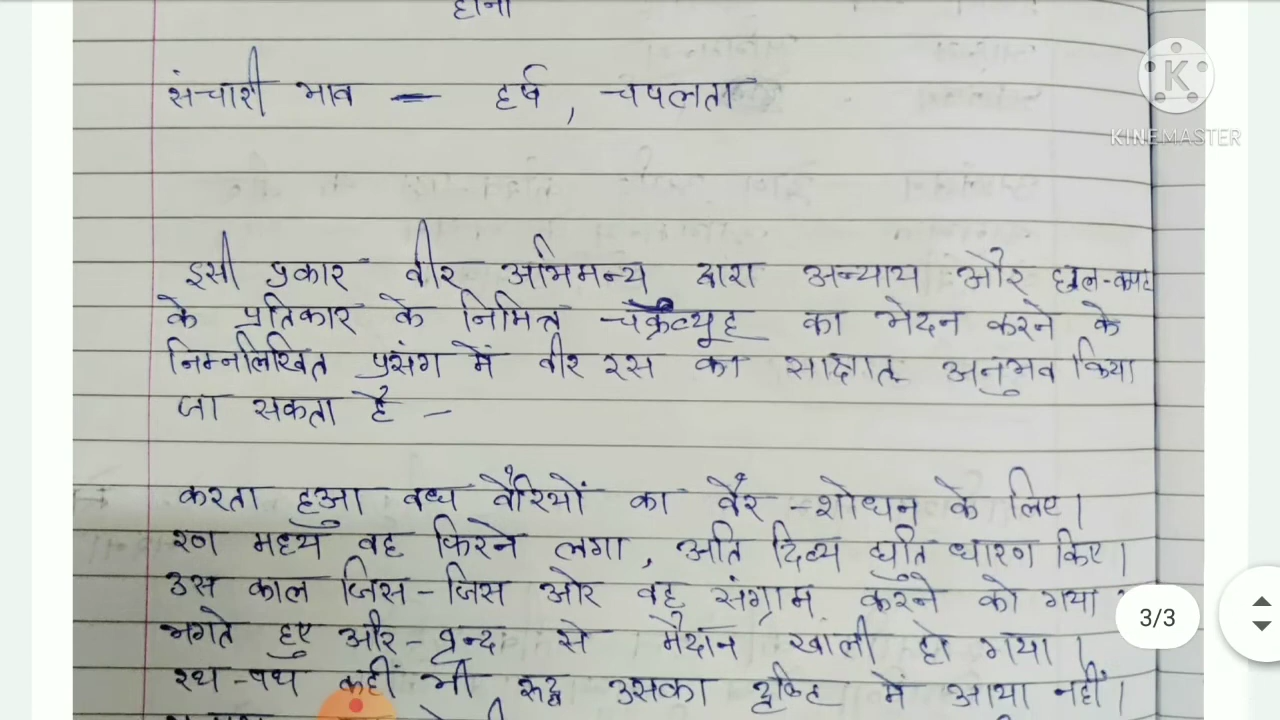 होना
संचारी भाव - हर्ष, चपलता
इसी प्रकार वीर अभिमन्य द्वारा अन्याय और छल-कपट
के प्रतिकार के निमित्त चक्रव्यूह का भेदन करने के
निम्नलिखित प्रसंग में वीर रस का साक्षात् अनुभव किया
जा सकता है -
करता हुआ वध वैरियों का वैर-शोधन के लिए।
रण मध्य वह फिरने लगा, अति दिव्य द्युति धारण किए।
उस काल जिस-जिस ओर वह संग्राम करने को गया
भगते हुए अरि-वृन्द से मैदान खाली हो गया।
रथ-पथ कहीं भी रुद्ध उसका दृष्टि में आया नहीं।
KINEMASTER
3/3